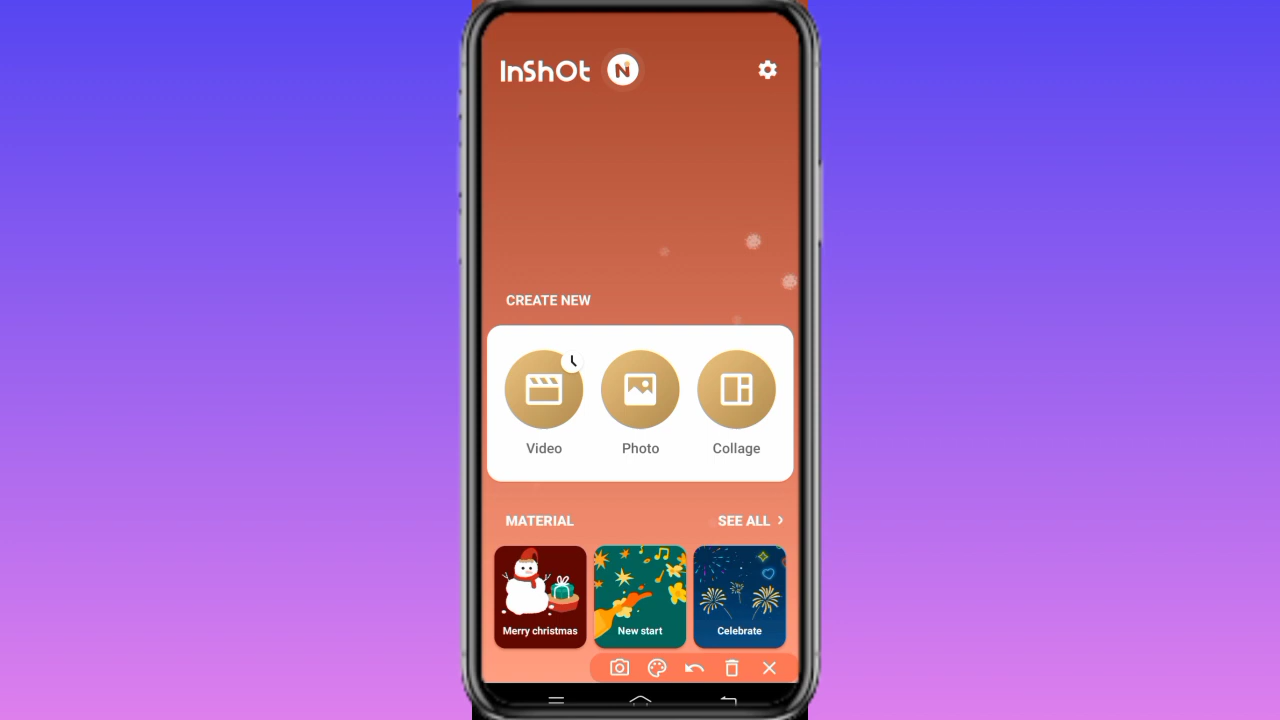 InShOt N
CREATE NEW
Video Photo Collage
MATERIAL SEE ALL
Merry christmas New start Celebrate